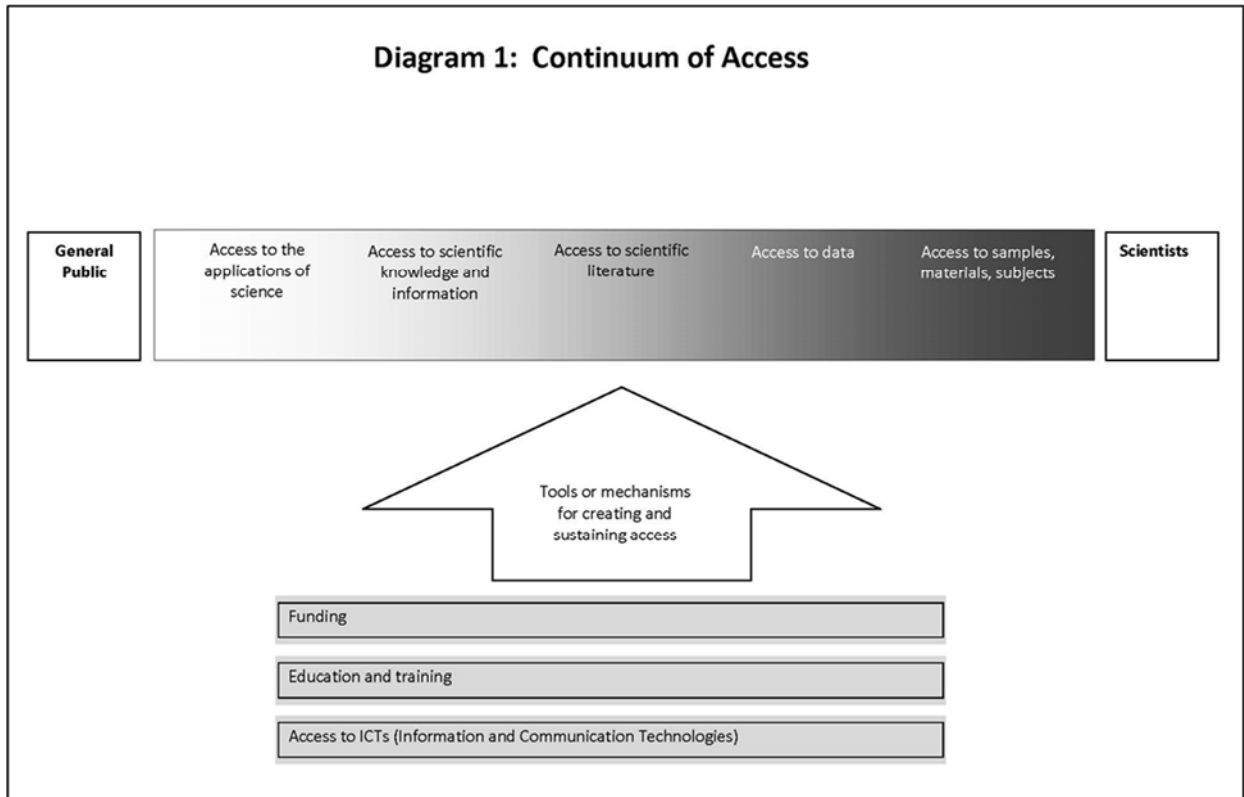 Diagram 1: Continuum of Access
General
Public
Access to the
applications of
science
Access to scientific
knowledge and
information
Access to scientific
literature
Access to data
Access to samples,
materials, subjects
Scientists
Tools or mechanisms
for creating and
sustaining access
Funding
Education and training
Access to ICTs (Information and Communication Technologies)